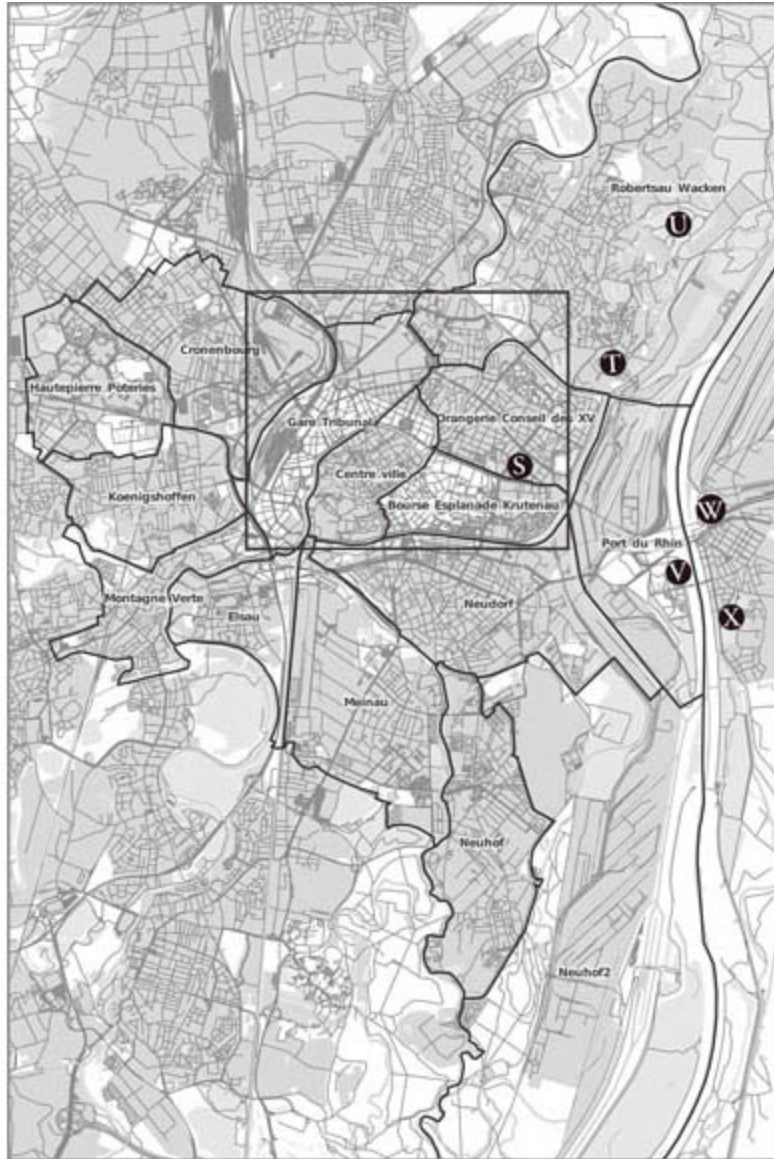 Robertsau Wacken
U
Cronenbourg
T
Hautepierre Poteries
Gare Tribunal
Orangerie Conseil des XV
Centre ville
S
Koenigshoffen
Bourse Esplanade Krutenau
W
Port du Rhin
V
Montagne Verte
Elsau
Neudorf
X
Meinau
Neuhof
Neuhof2